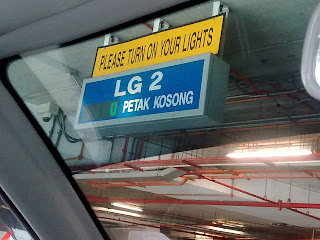 PLEASE TURN ON YOUR LIGHTS
LG 2
0 PETAK KOSONG